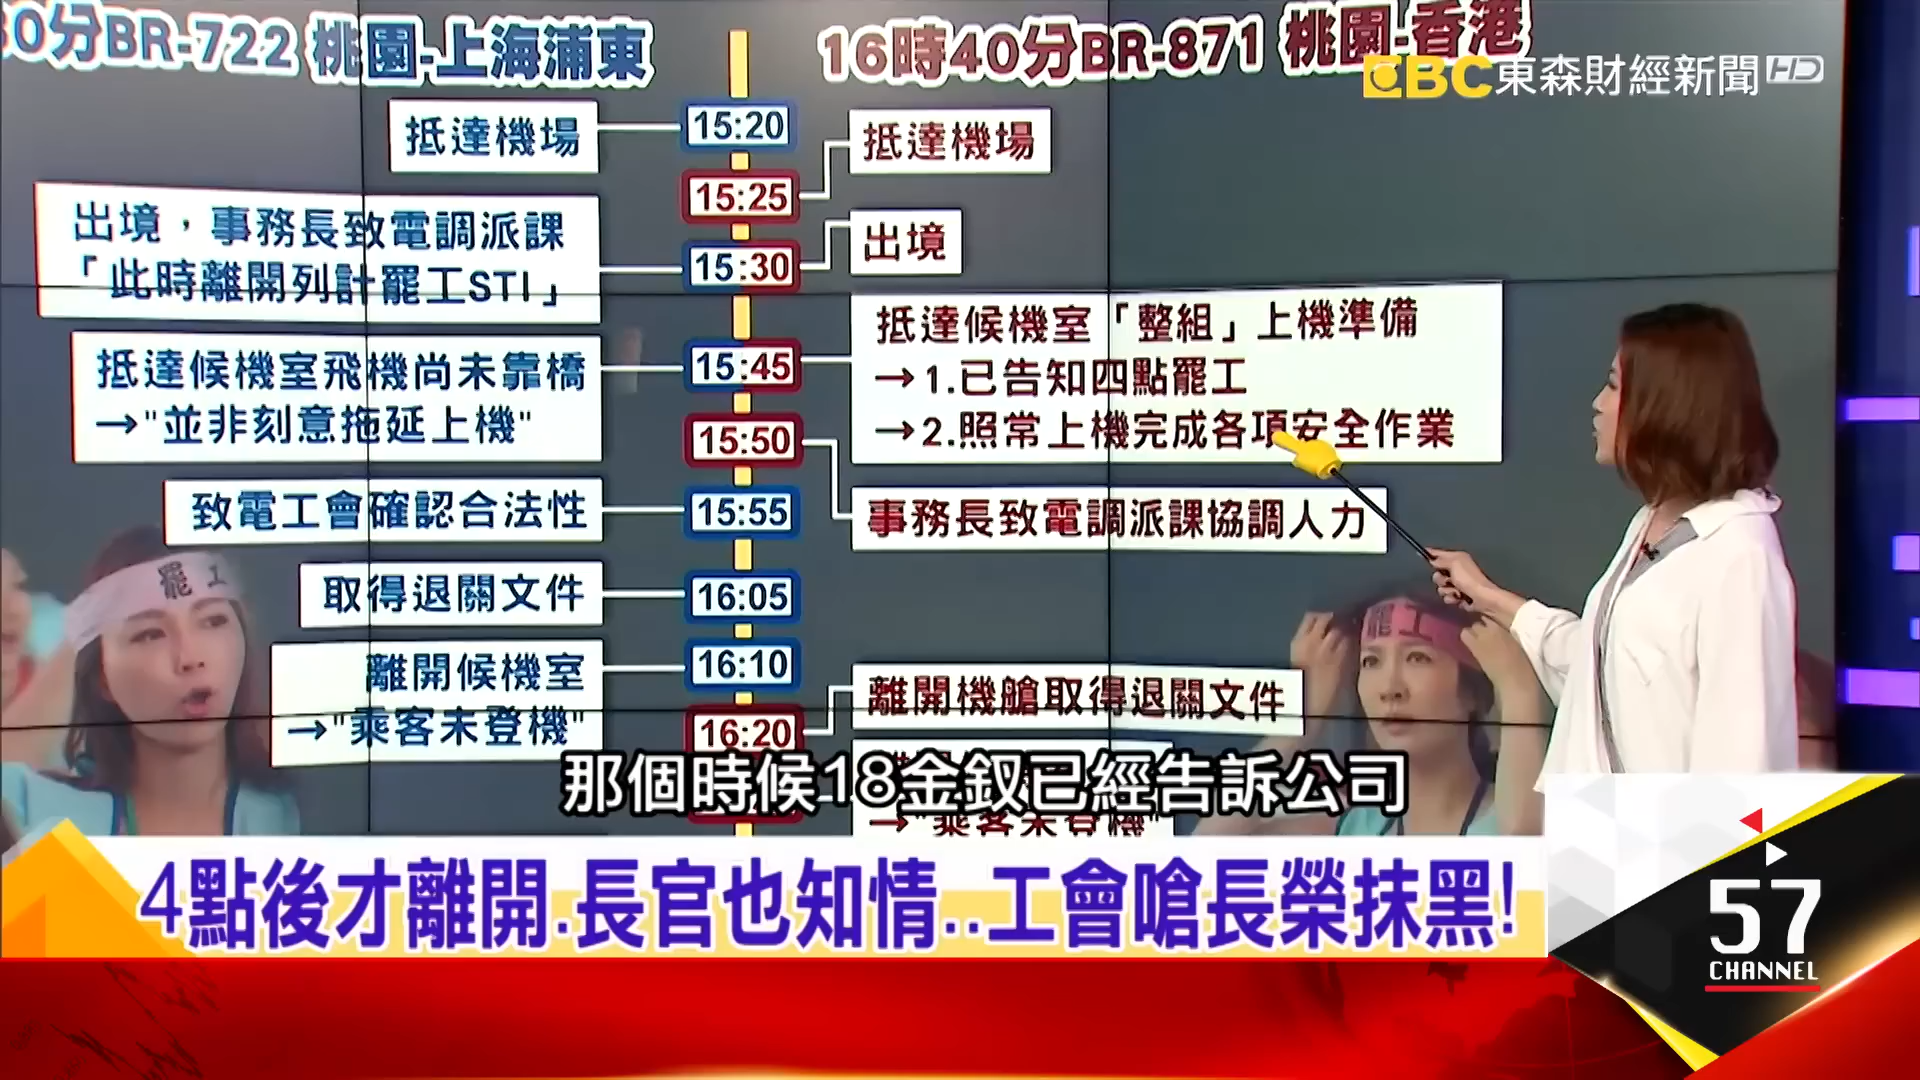 30分BR-722 桃園-上海浦東
16時40分BR-871 桃園-香港
EBC 東森財經新聞 HD
抵達機場
15:20
抵達機場
15:25
出境，事務長致電調派課
「此時離開列計罷工STI」
15:30
出境
抵達候機室飛機尚未靠橋
→"並非刻意拖延上機"
15:45
抵達候機室「整組」上機準備
→1.已告知四點罷工
→2.照常上機完成各項安全作業
15:50
事務長致電調派課協調人力
致電工會確認合法性
15:55
取得退關文件
16:05
離開候機室
→"乘客未登機"
16:10
16:20
離開機艙取得退關文件
→"乘客未登機"
罷工
罷工
那個時候18金釵已經告訴公司
4點後才離開.長官也知情..工會嗆長榮抹黑!
57
CHANNEL